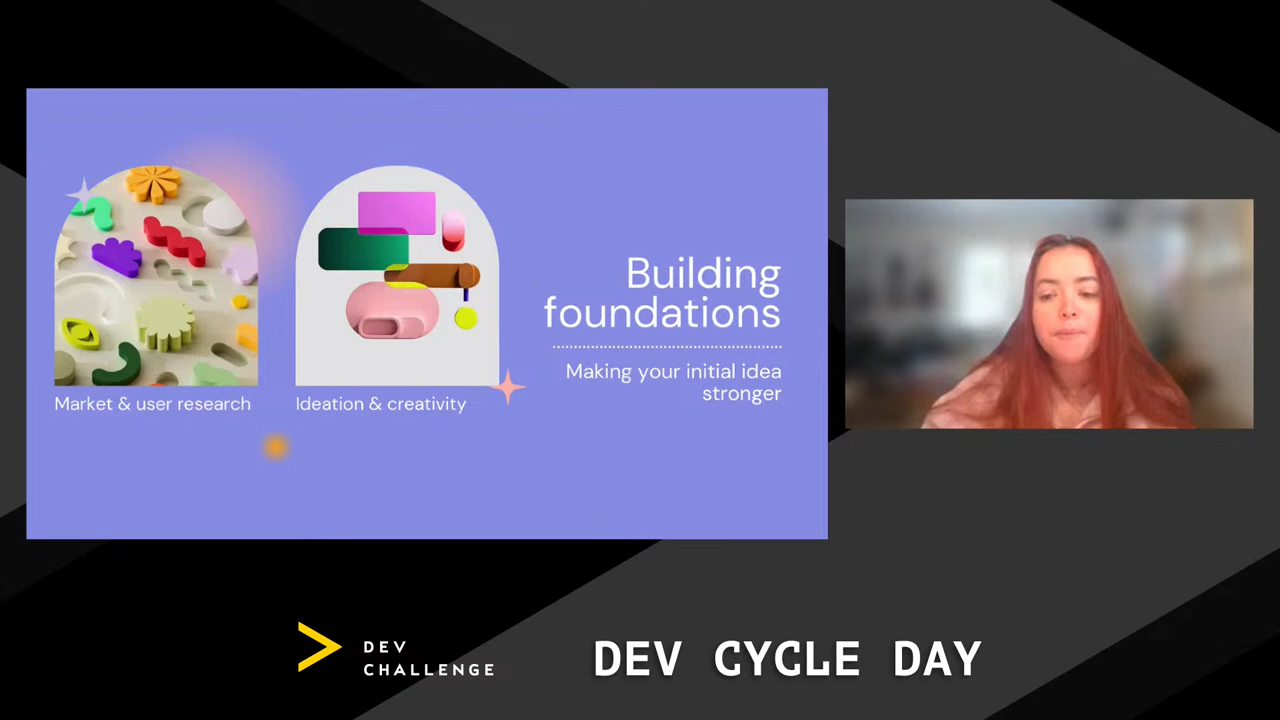 Building
foundations
Making your initial idea
stronger
Market & user research
Ideation & creativity
DEV
CHALLENGE
DEV CYCLE DAY